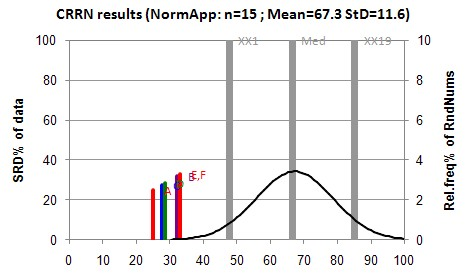 CRRN results (NormApp: n=15 ; Mean=67.3 StD=11.6)
100 XX1 Med XX19 10
80 8
60 6
40 4
A E,F
20 2
0 0
0 10 20 30 40 50 60 70 80 90 100
SRD% of data
Rel.freq% of RndNums